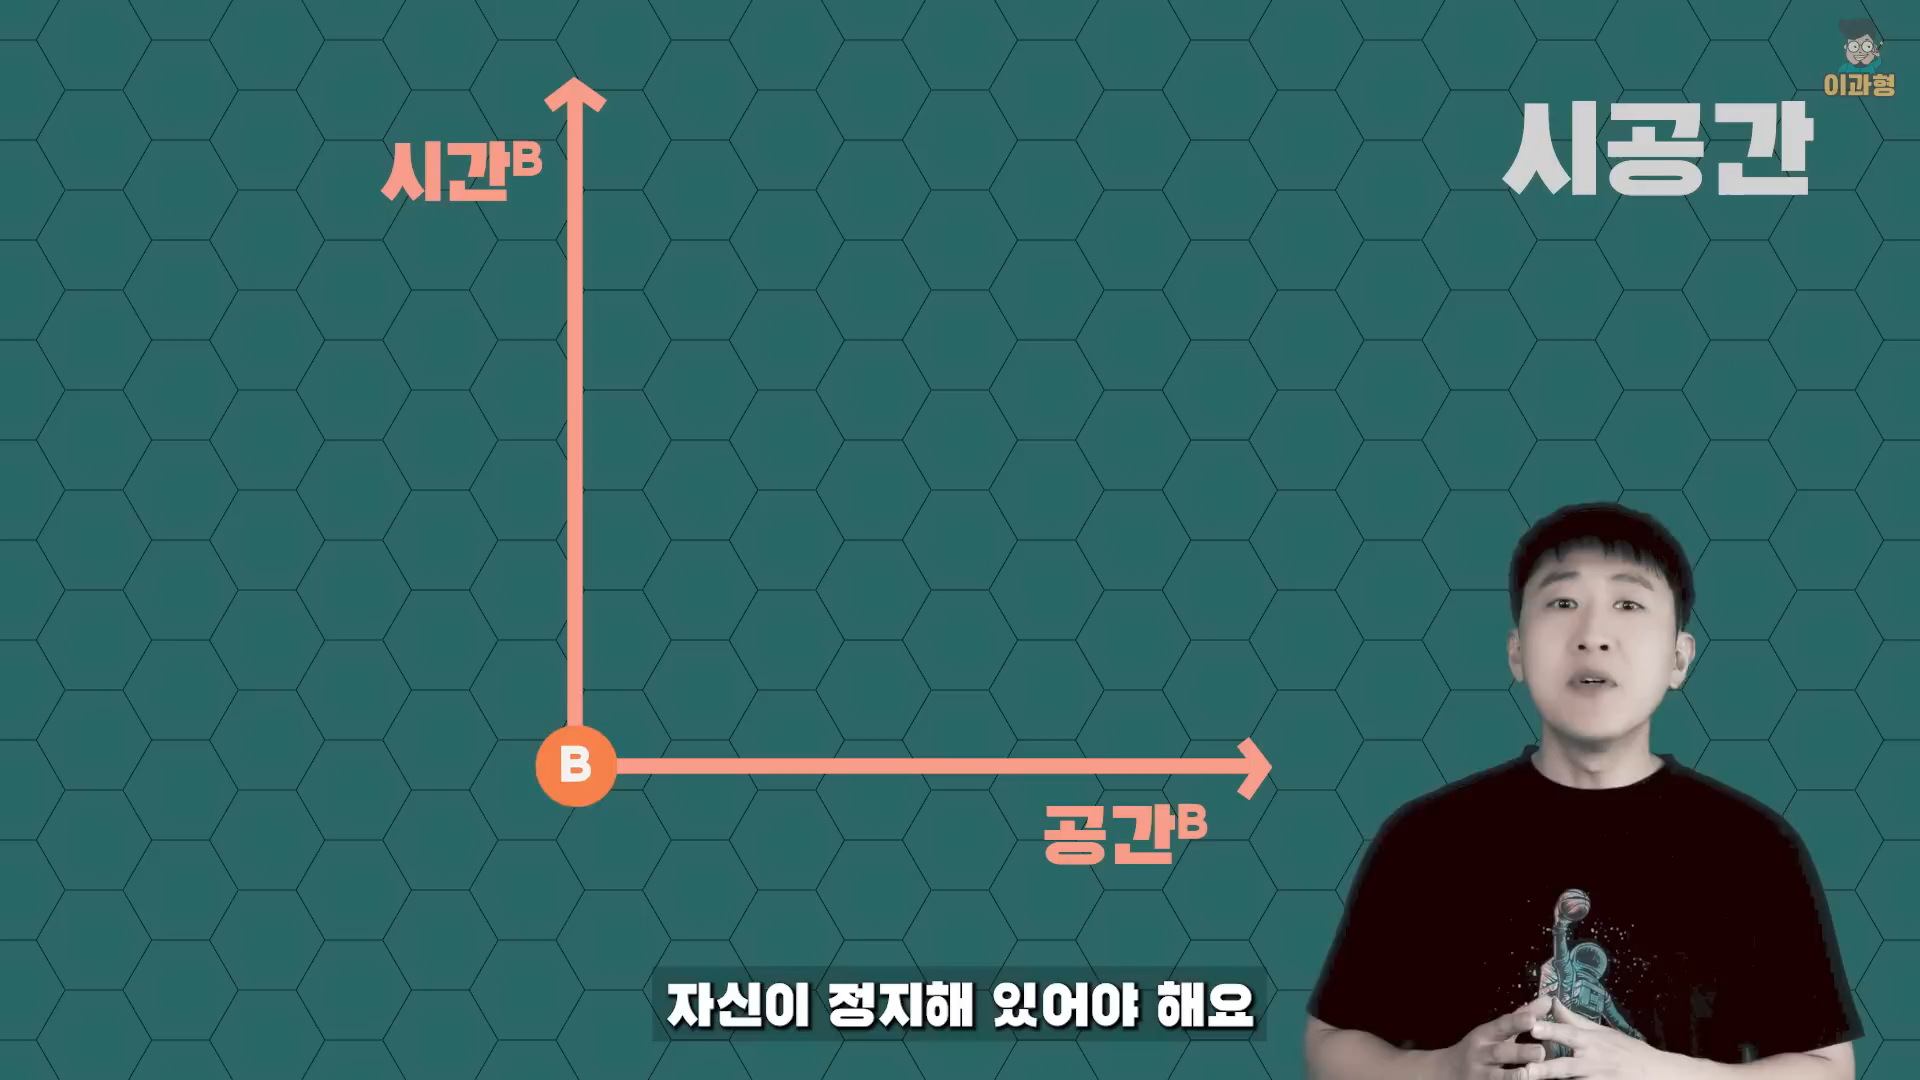 이과형
시공간
시간ᴮ
B
공간ᴮ
자신이 정지해 있어야 해요